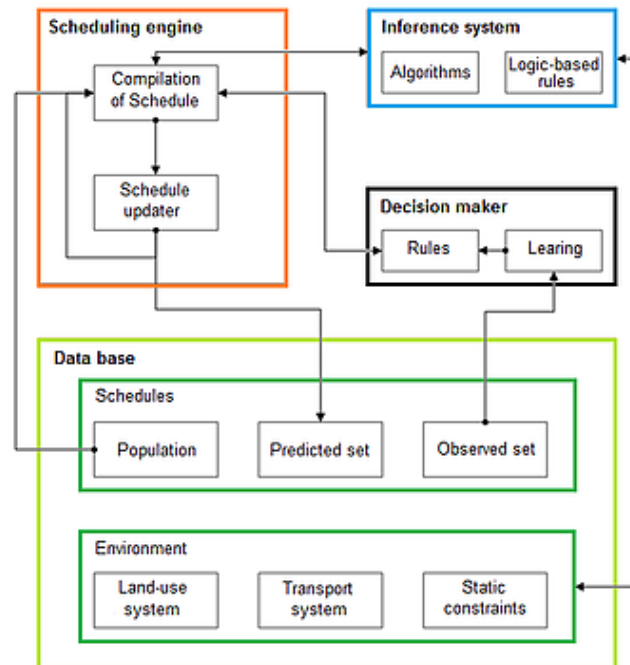 Scheduling engine
Compilation
of Schedule
Schedule
updater
Inference system
Algorithms
Logic-based
rules
Decision maker
Rules
Learing
Data base
Schedules
Population
Predicted set
Observed set
Environment
Land-use
system
Transport
system
Static
constraints